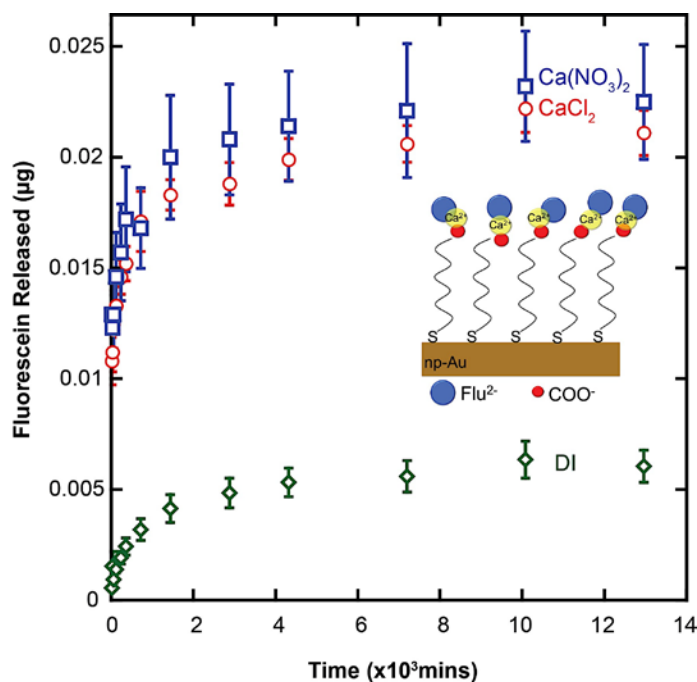 0.025
0.02
0.015
0.01
0.005
0
Fluorescein Released (µg)
Ca(NO₃)₂
CaCl₂
Ca²⁺ Ca²⁺ Ca²⁺ Ca²⁺ Ca²⁺
S S S S S
np-Au
Flu²⁻ COO⁻
DI
0 2 4 6 8 10 12 14
Time (x10³mins)